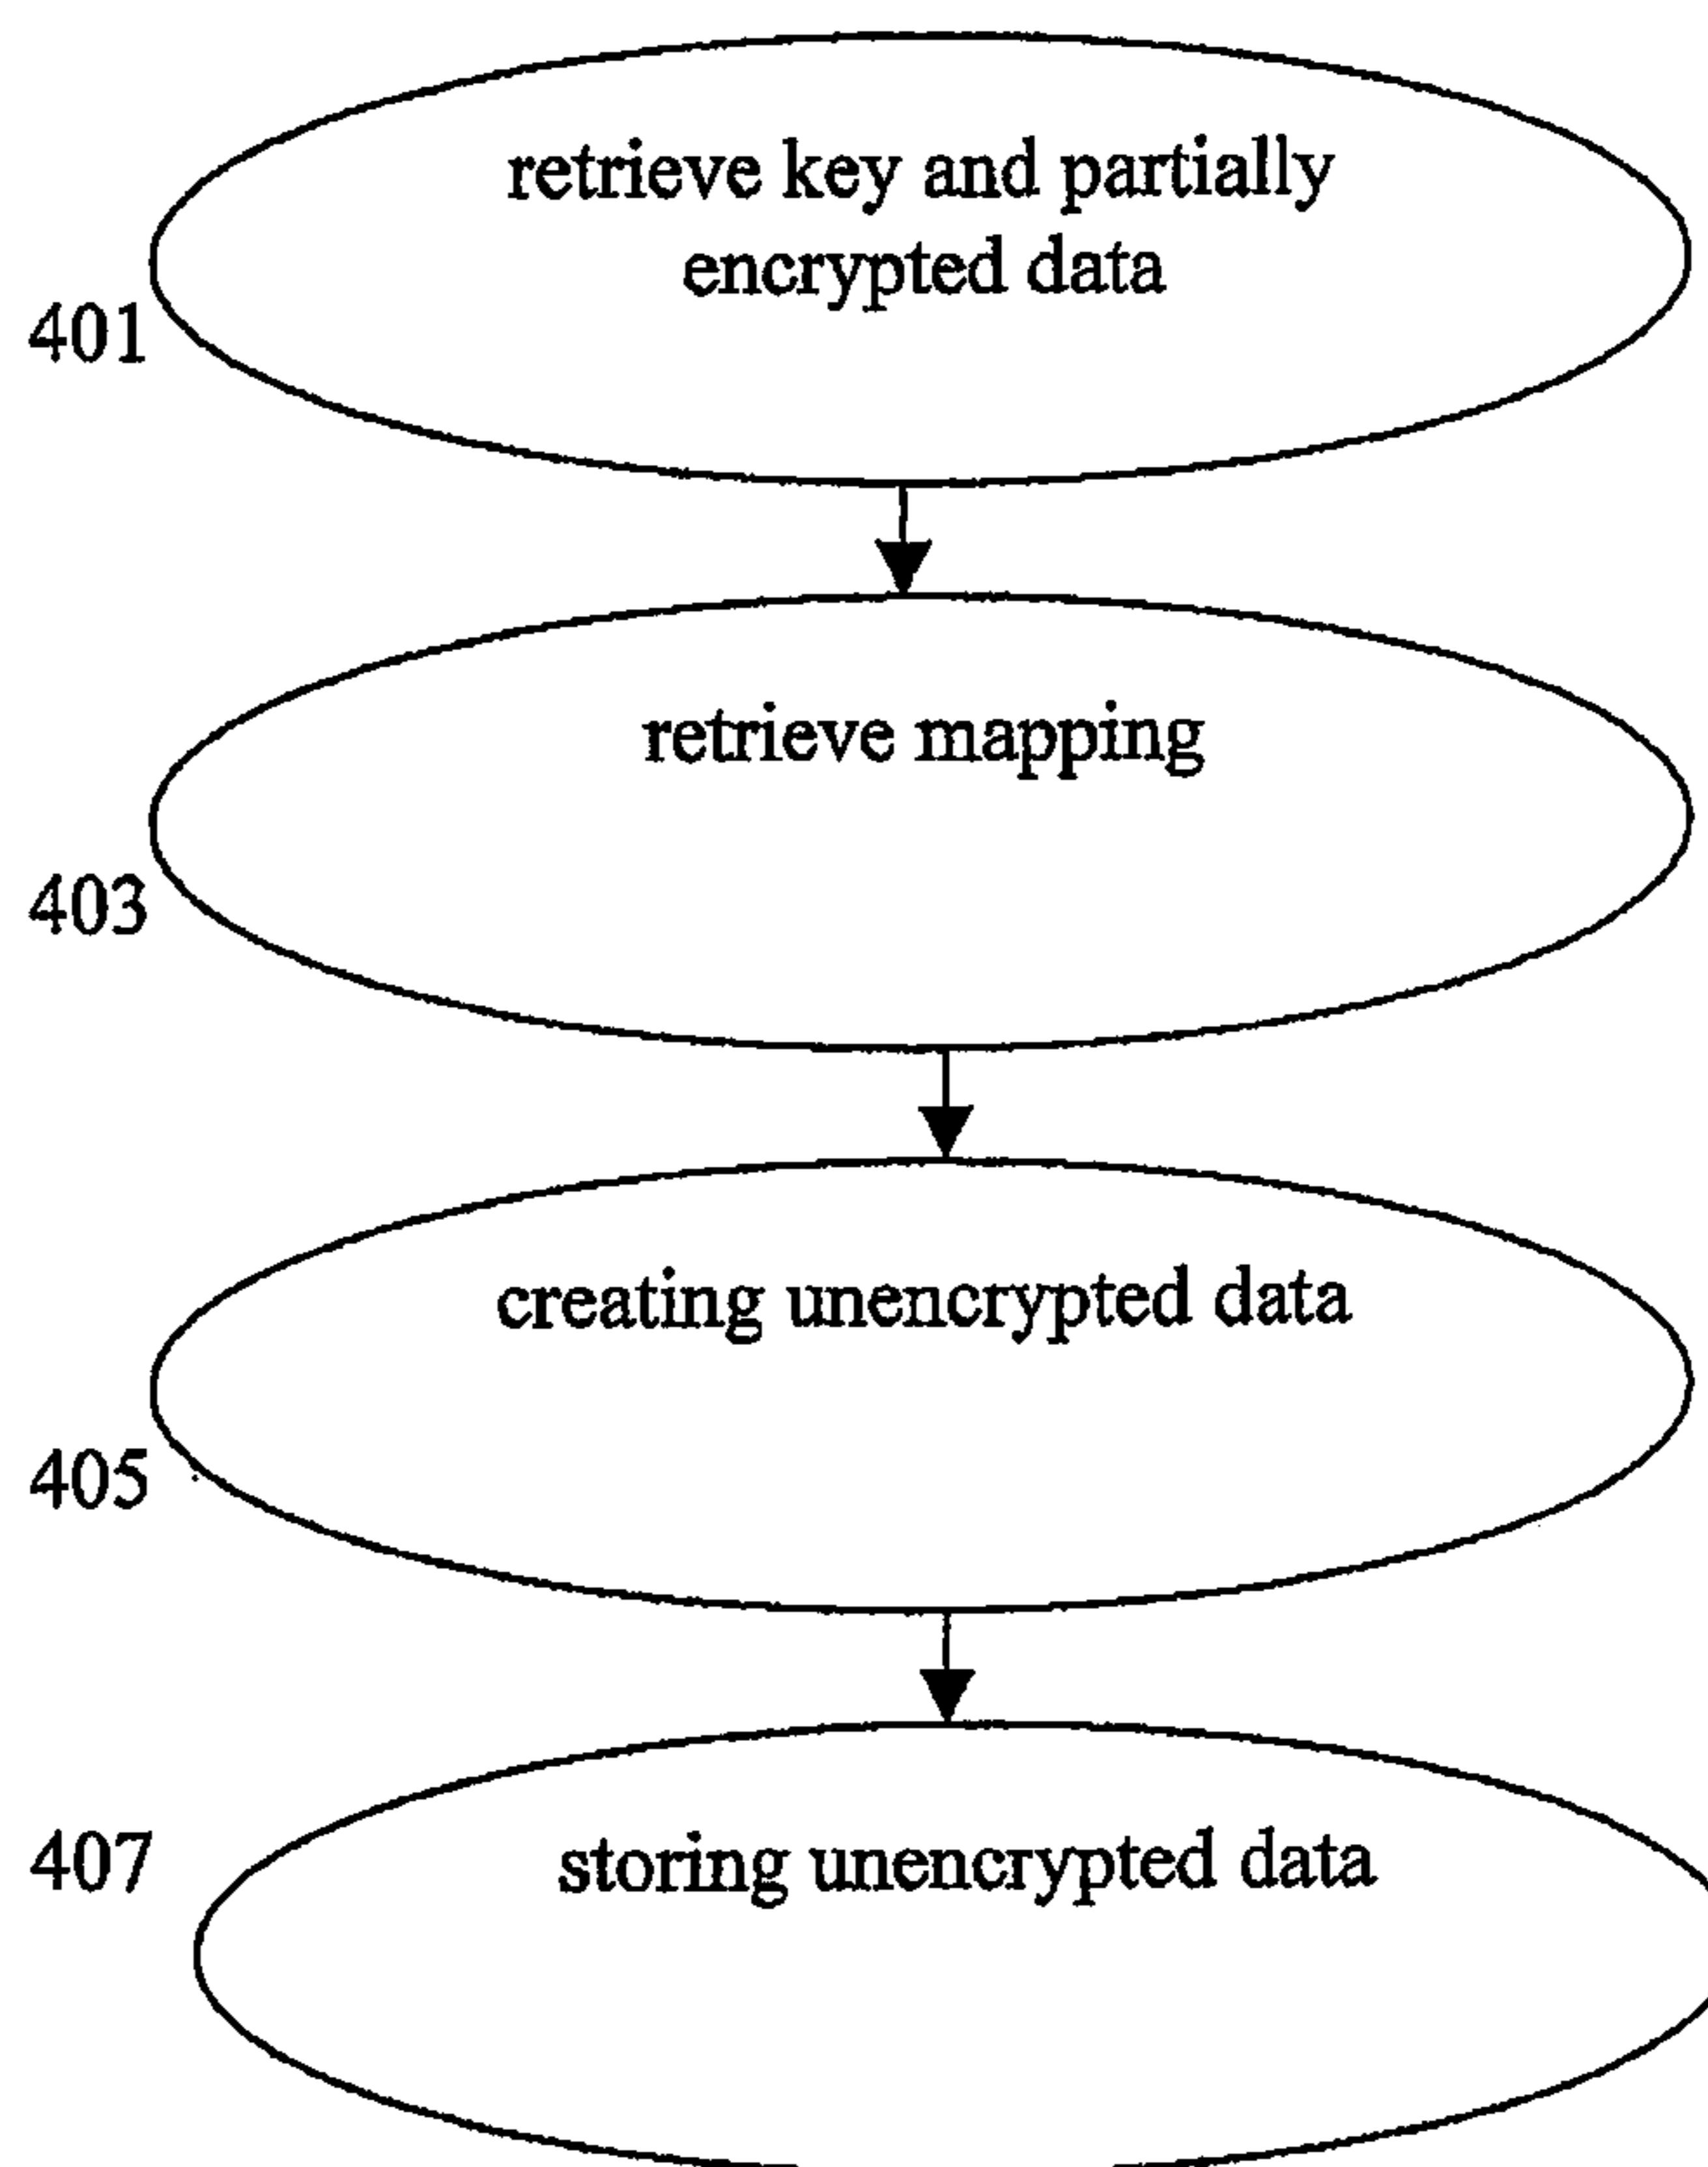 retrieve key and partially
encrypted data
401
retrieve mapping
403
creating unencrypted data
405
407
storing unencrypted data